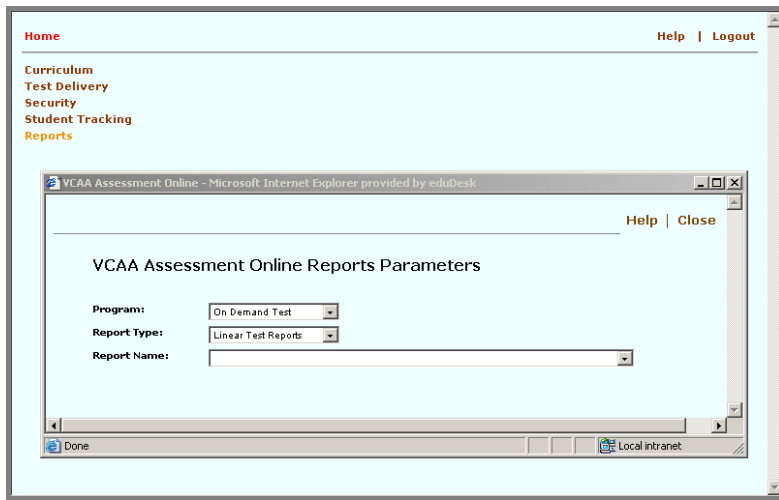 Home Help | Logout
Curriculum
Test Delivery
Security
Student Tracking
Reports
VCAA Assessment Online - Microsoft Internet Explorer provided by eduDesk
Help | Close
VCAA Assessment Online Reports Parameters
Program: On Demand Test
Report Type: Linear Test Reports
Report Name:
Done Local intranet